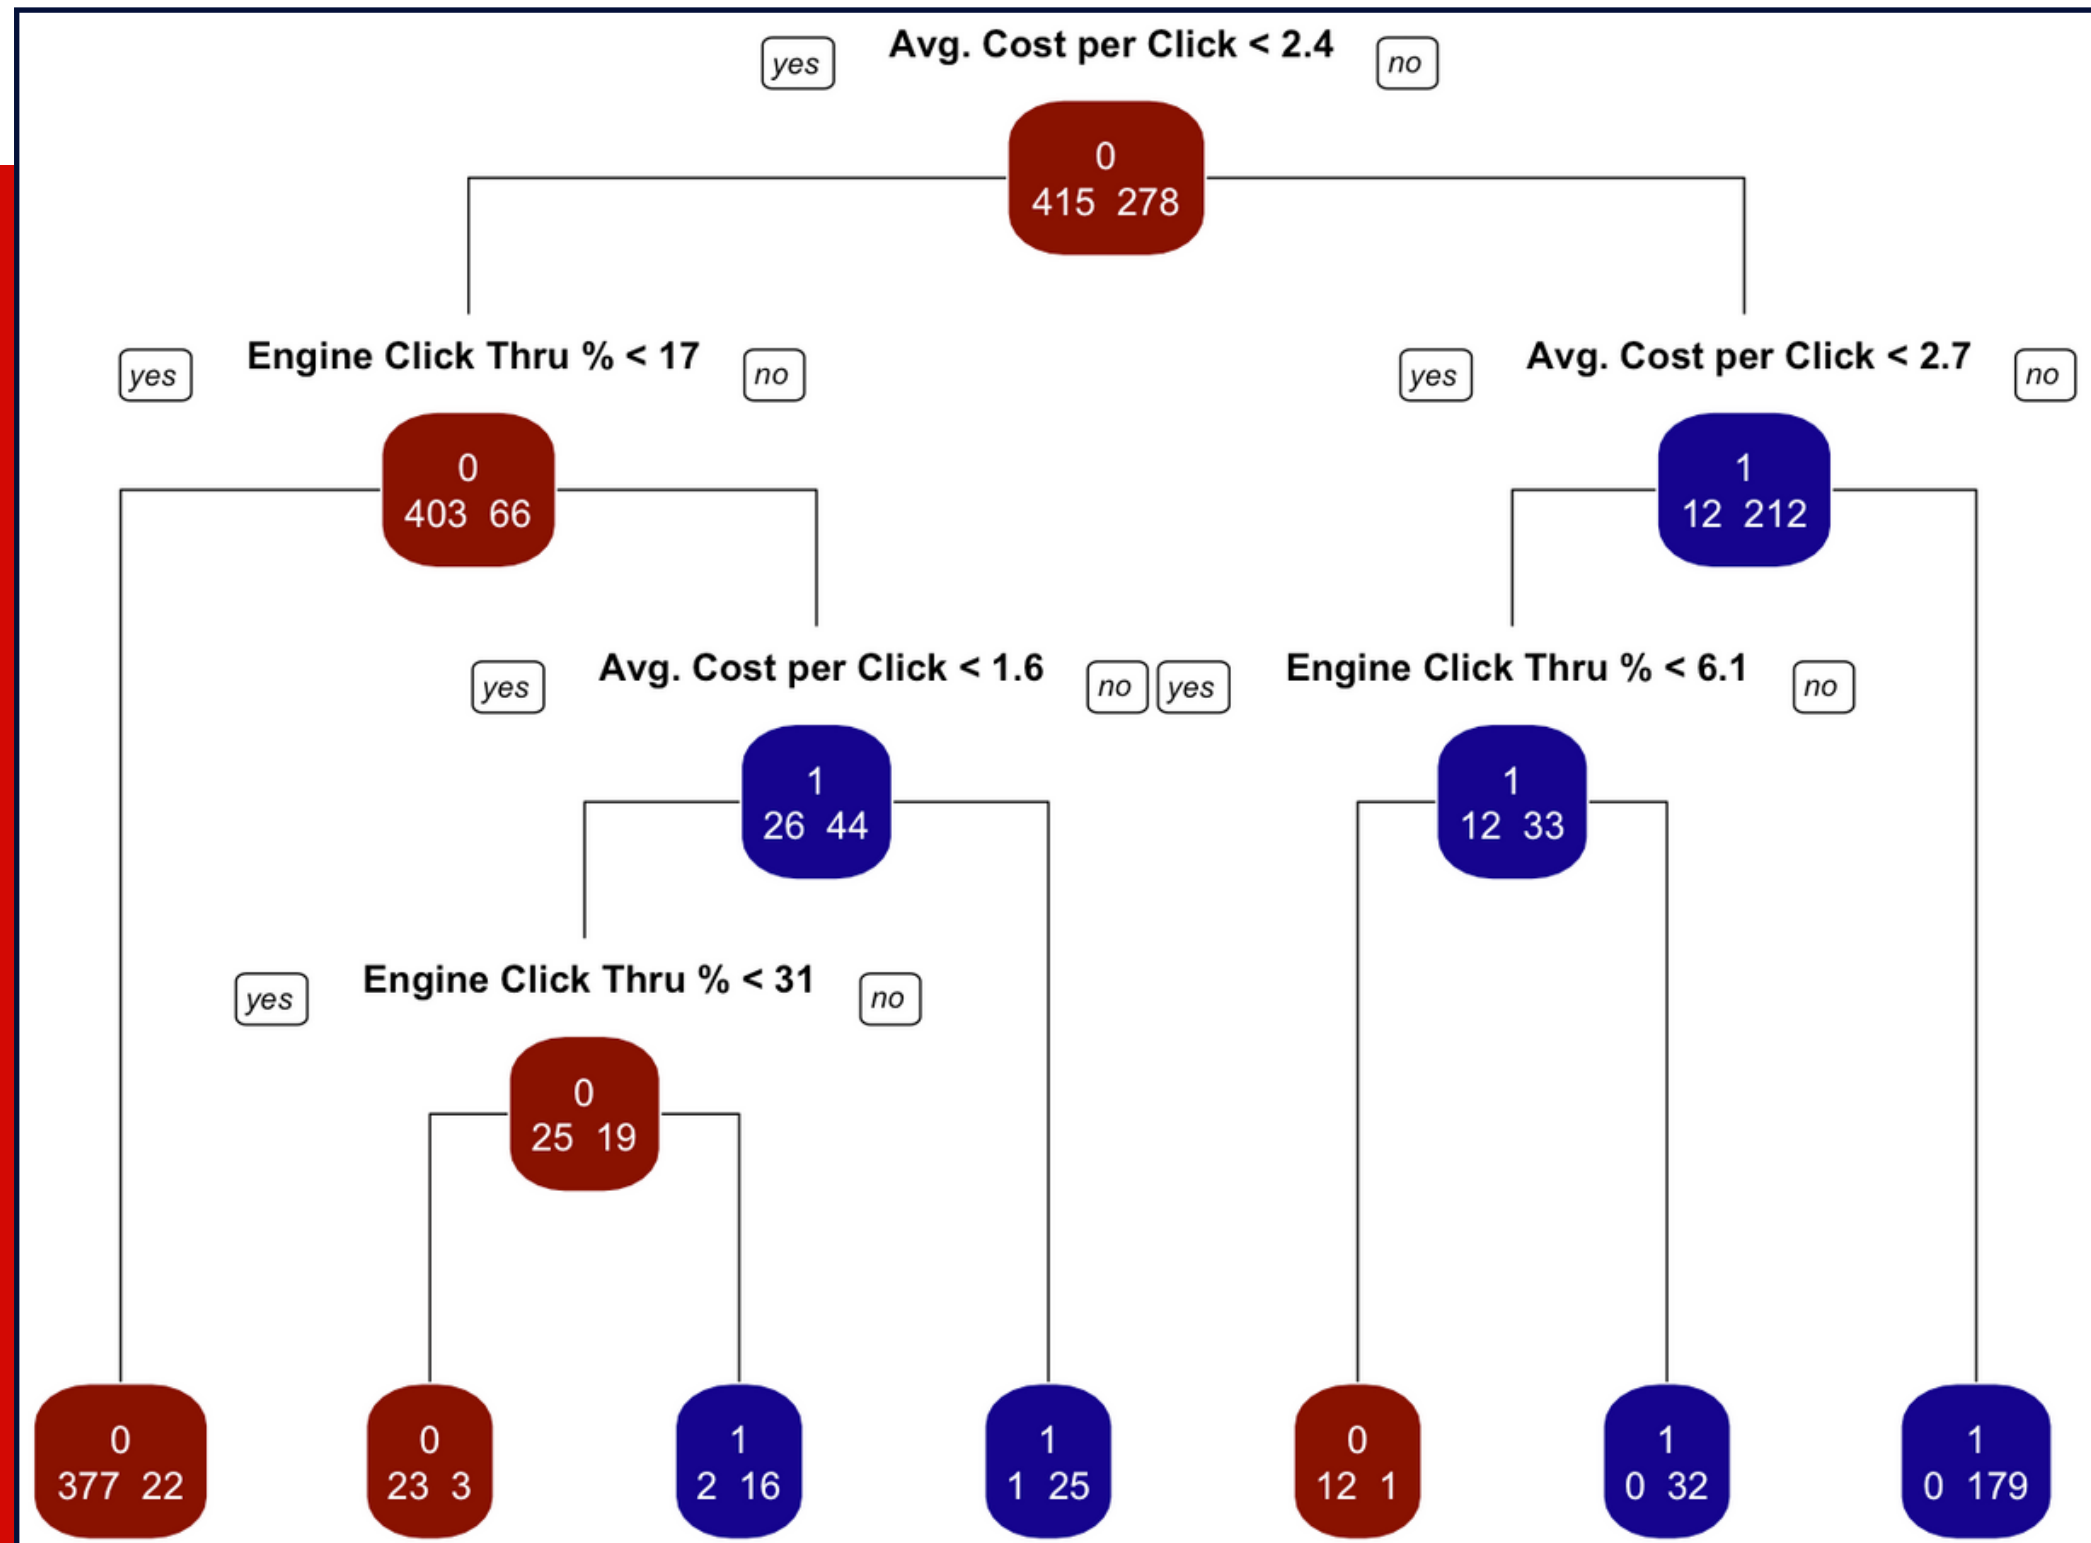 Avg. Cost per Click < 2.4
yes
no
0
415 278
Engine Click Thru % < 17
yes
no
Avg. Cost per Click < 2.7
yes
no
0
403 66
1
12 212
yes
Avg. Cost per Click < 1.6
no
yes
Engine Click Thru % < 6.1
no
1
26 44
1
12 33
yes
Engine Click Thru % < 31
no
0
25 19
0
377 22
0
23 3
1
2 16
1
1 25
0
12 1
1
0 32
1
0 179